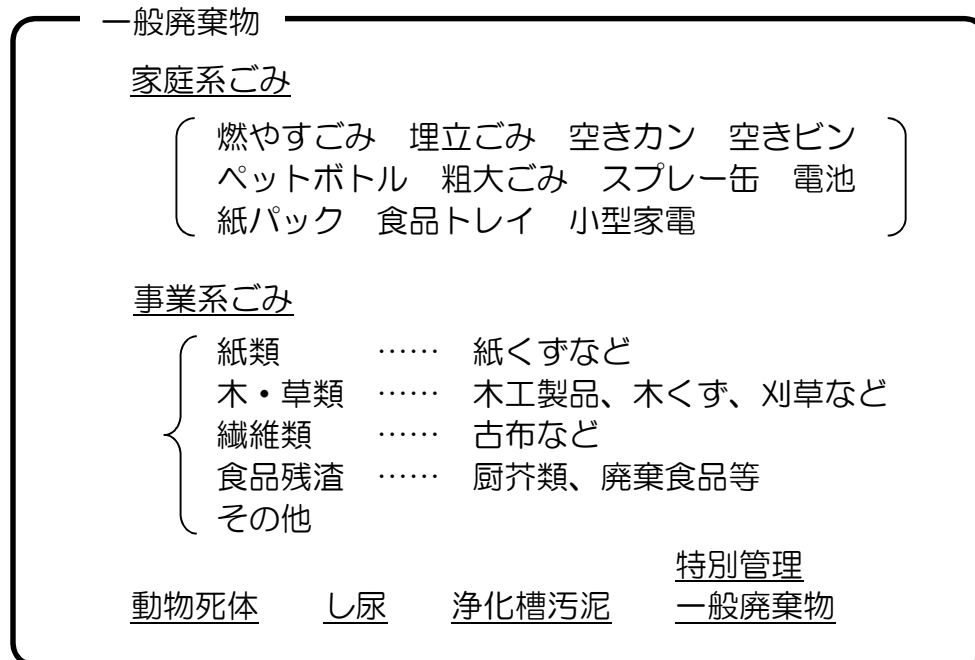 一般廃棄物
家庭系ごみ
燃やすごみ　埋立ごみ　空きカン　空きビン
ペットボトル　粗大ごみ　スプレー缶　電池
紙パック　食品トレイ　小型家電
事業系ごみ
紙類　……　紙くずなど
木・草類　……　木工製品、木くず、刈草など
繊維類　……　古布など
食品残渣　……　厨芥類、廃棄食品等
その他
動物死体　し尿　浄化槽汚泥　特別管理
一般廃棄物